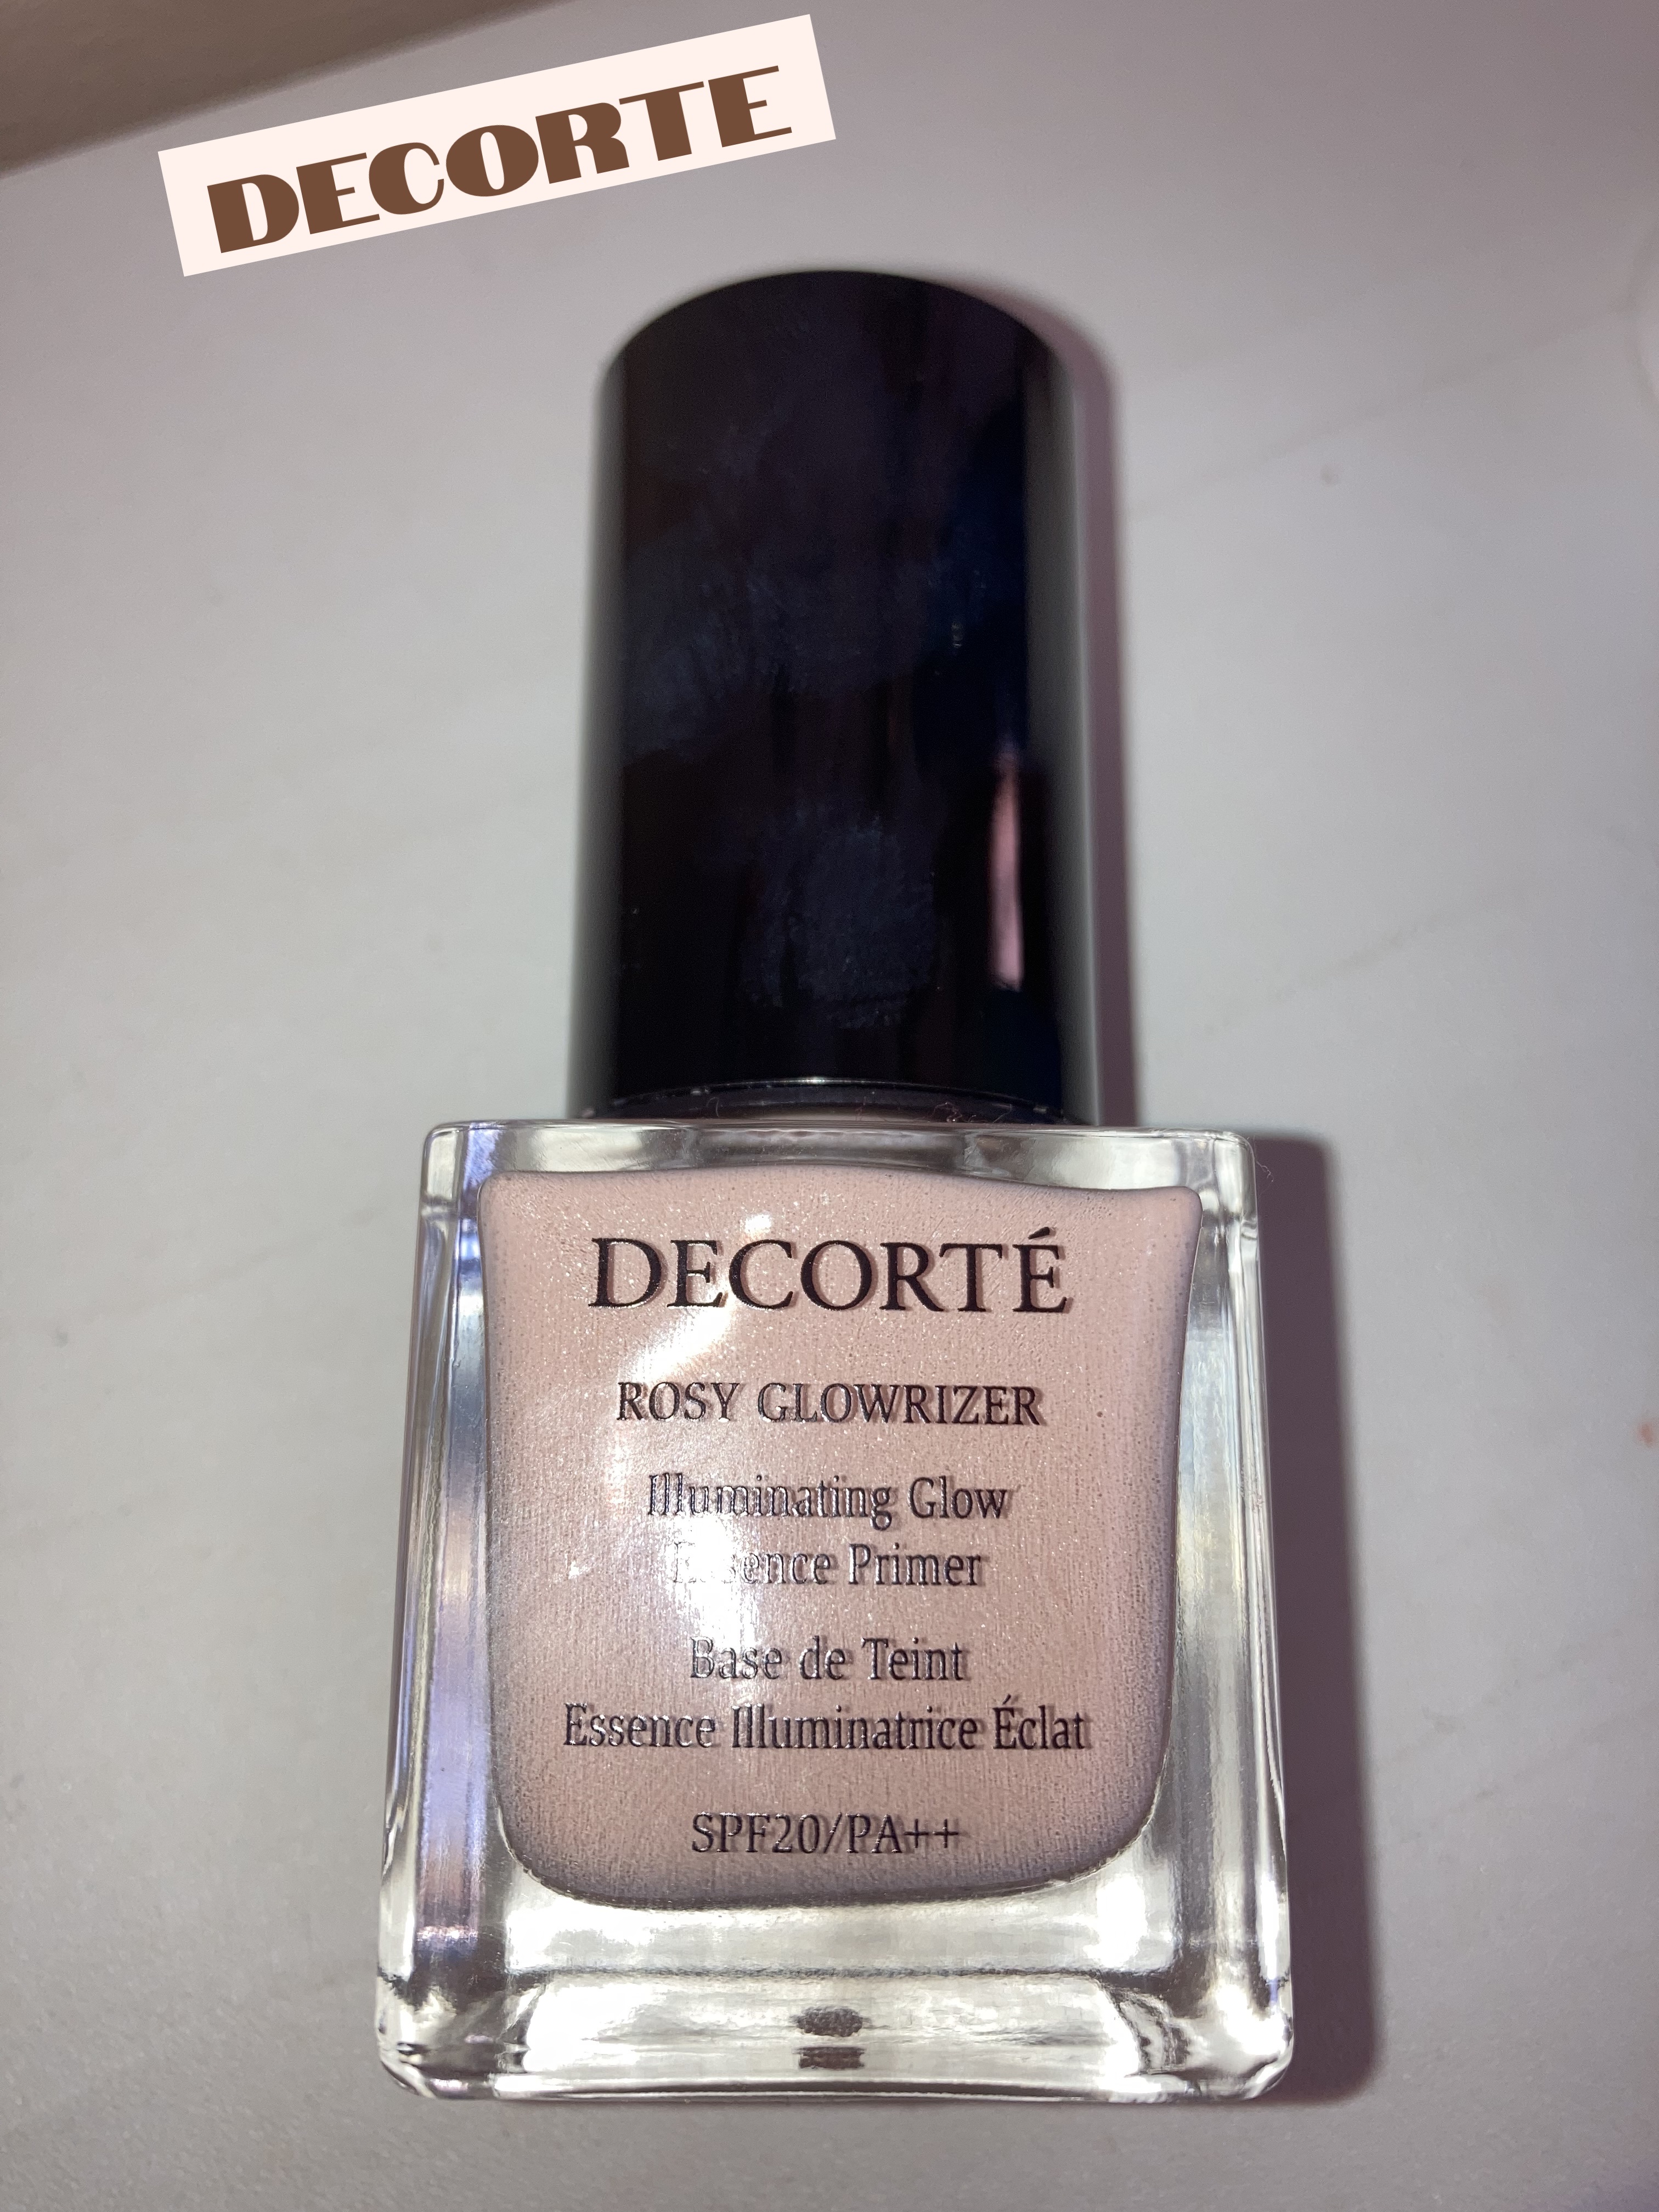 DECORTE
DECORTÉ
ROSY GLOWRIZER
Illuminating Glow
Essence Primer
Base de Teint
Essence Illuminatrice Éclat
SPF20/PA++